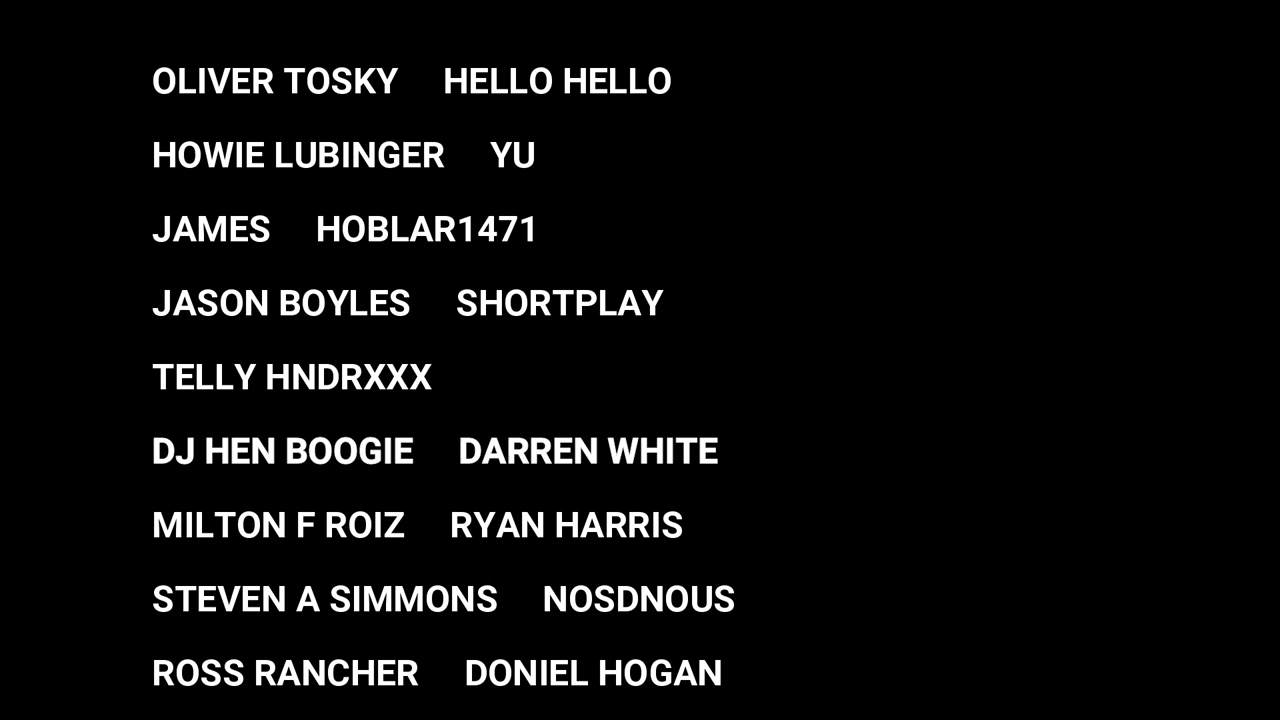 OLIVER TOSKY HELLO HELLO
HOWIE LUBINGER YU
JAMES HOBLAR1471
JASON BOYLES SHORTPLAY
TELLY HNDRXXX
DJ HEN BOOGIE DARREN WHITE
MILTON F ROIZ RYAN HARRIS
STEVEN A SIMMONS NOSDNOUS
ROSS RANCHER DONIEL HOGAN